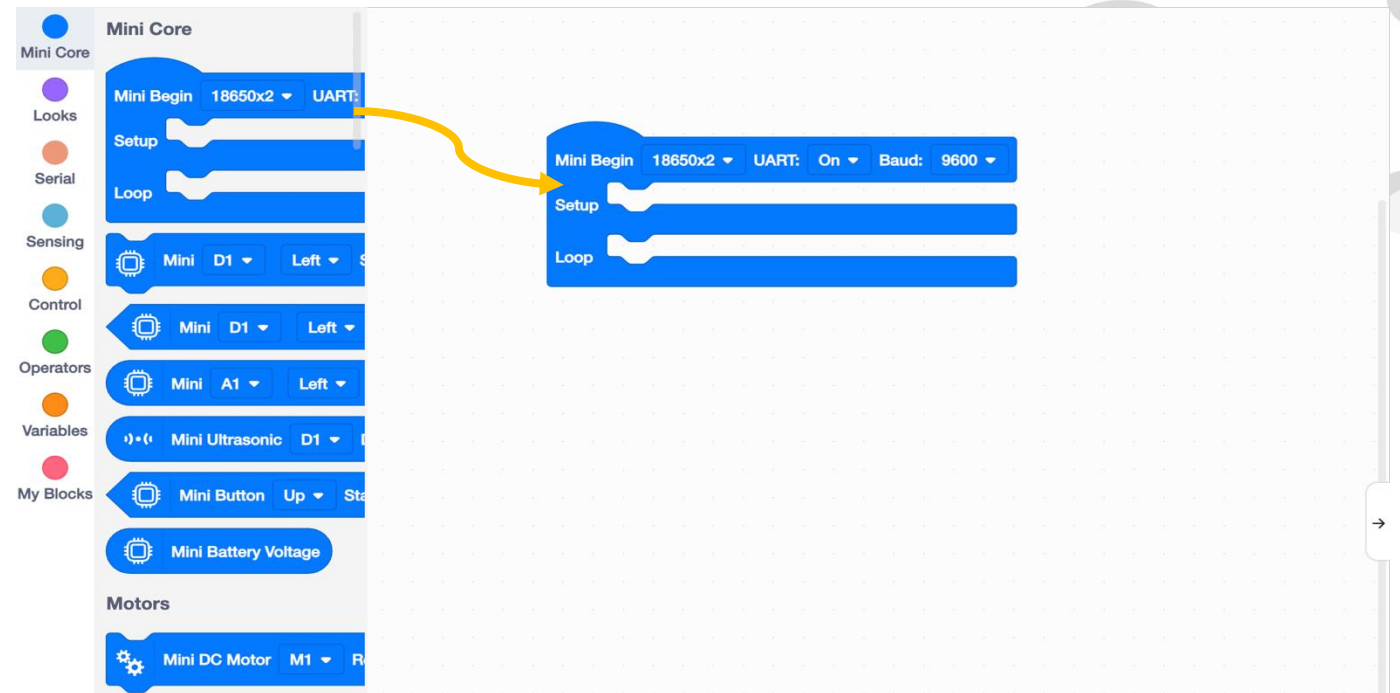 Mini Core
Looks
Serial
Sensing
Control
Operators
Variables
My Blocks
Mini Core
Mini Begin 18650x2 UART:
Setup
Loop
Mini D1 Left
Mini D1 Left
Mini A1 Left
Mini Ultrasonic D1
Mini Button Up Sta
Mini Battery Voltage
Motors
Mini DC Motor M1 R
Mini Begin 18650x2 UART: On Baud: 9600
Setup
Loop